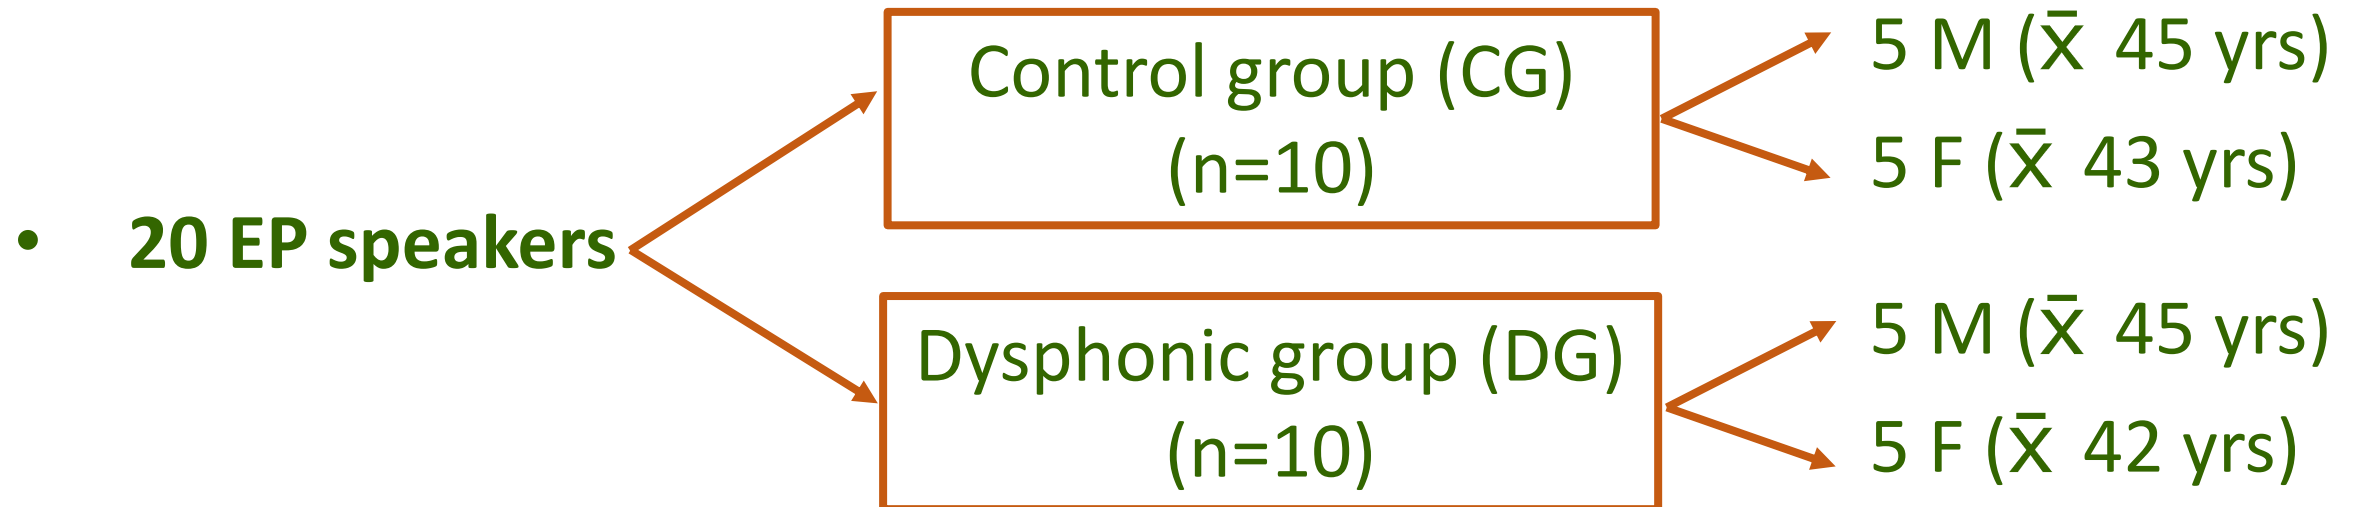 • 20 EP speakers
Control group (CG)
(n=10)
5 M (x̄ 45 yrs)
5 F (x̄ 43 yrs)
Dysphonic group (DG)
(n=10)
5 M (x̄ 45 yrs)
5 F (x̄ 42 yrs)